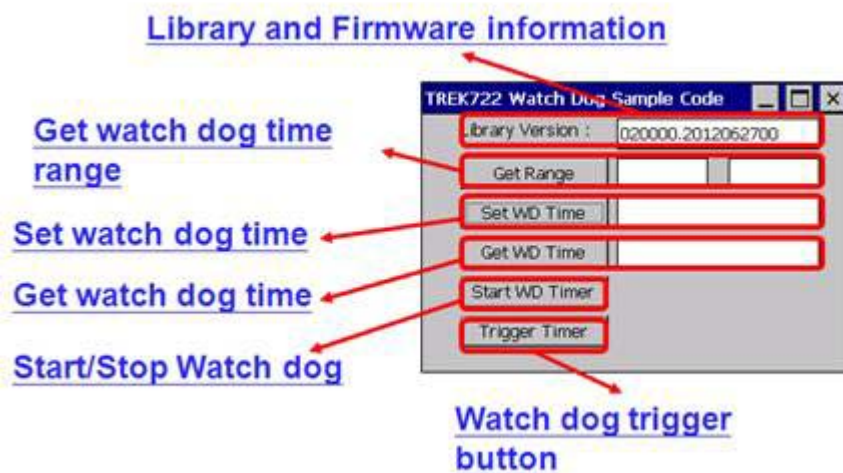 Library and Firmware information
TREK722 Watch Dog Sample Code
Library Version : 020000.2012062700
Get watch dog time
range
Get Range
Set watch dog time
Set WD Time
Get watch dog time
Get WD Time
Start/Stop Watch dog
Start WD Timer
Trigger Timer
Watch dog trigger
button